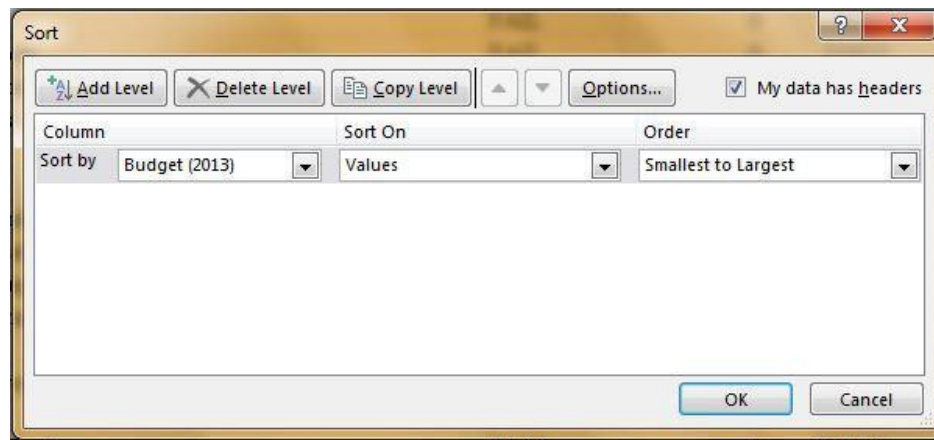 Sort
Add Level Delete Level Copy Level Options... My data has headers
Column Sort On Order
Sort by Budget (2013) Values Smallest to Largest
OK Cancel